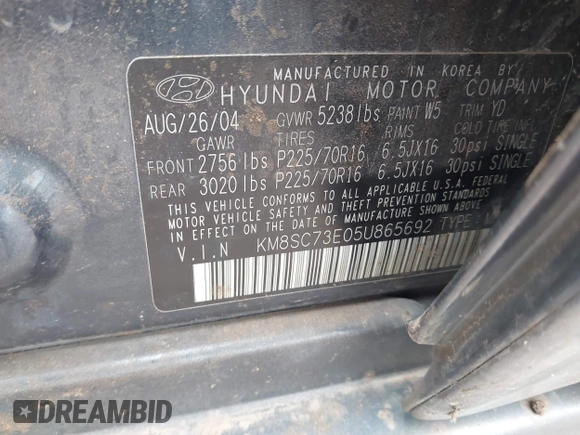 MANUFACTURED IN KOREA BY
HYUNDAI MOTOR COMPANY
AUG/26/04 GVWR 5238lbs PAINT W5 TRIM YD
GAWR TIRES RIMS COLD TIRE INF.
FRONT 2756lbs P225/70R16 6.5JX16 30psi SINGLE
REAR 3020lbs P225/70R16 6.5JX16 30psi SINGLE
THIS VEHICLE CONFORMS TO ALL APPLICABLE U.S.A. FEDERAL
MOTOR VEHICLE SAFETY STANDARDS
IN EFFECT ON THE DATE OF MANUFACTURE SHOWN ABOVE.
V.I.N KM8SC73E05U865692 TYPE:
DREAMBID